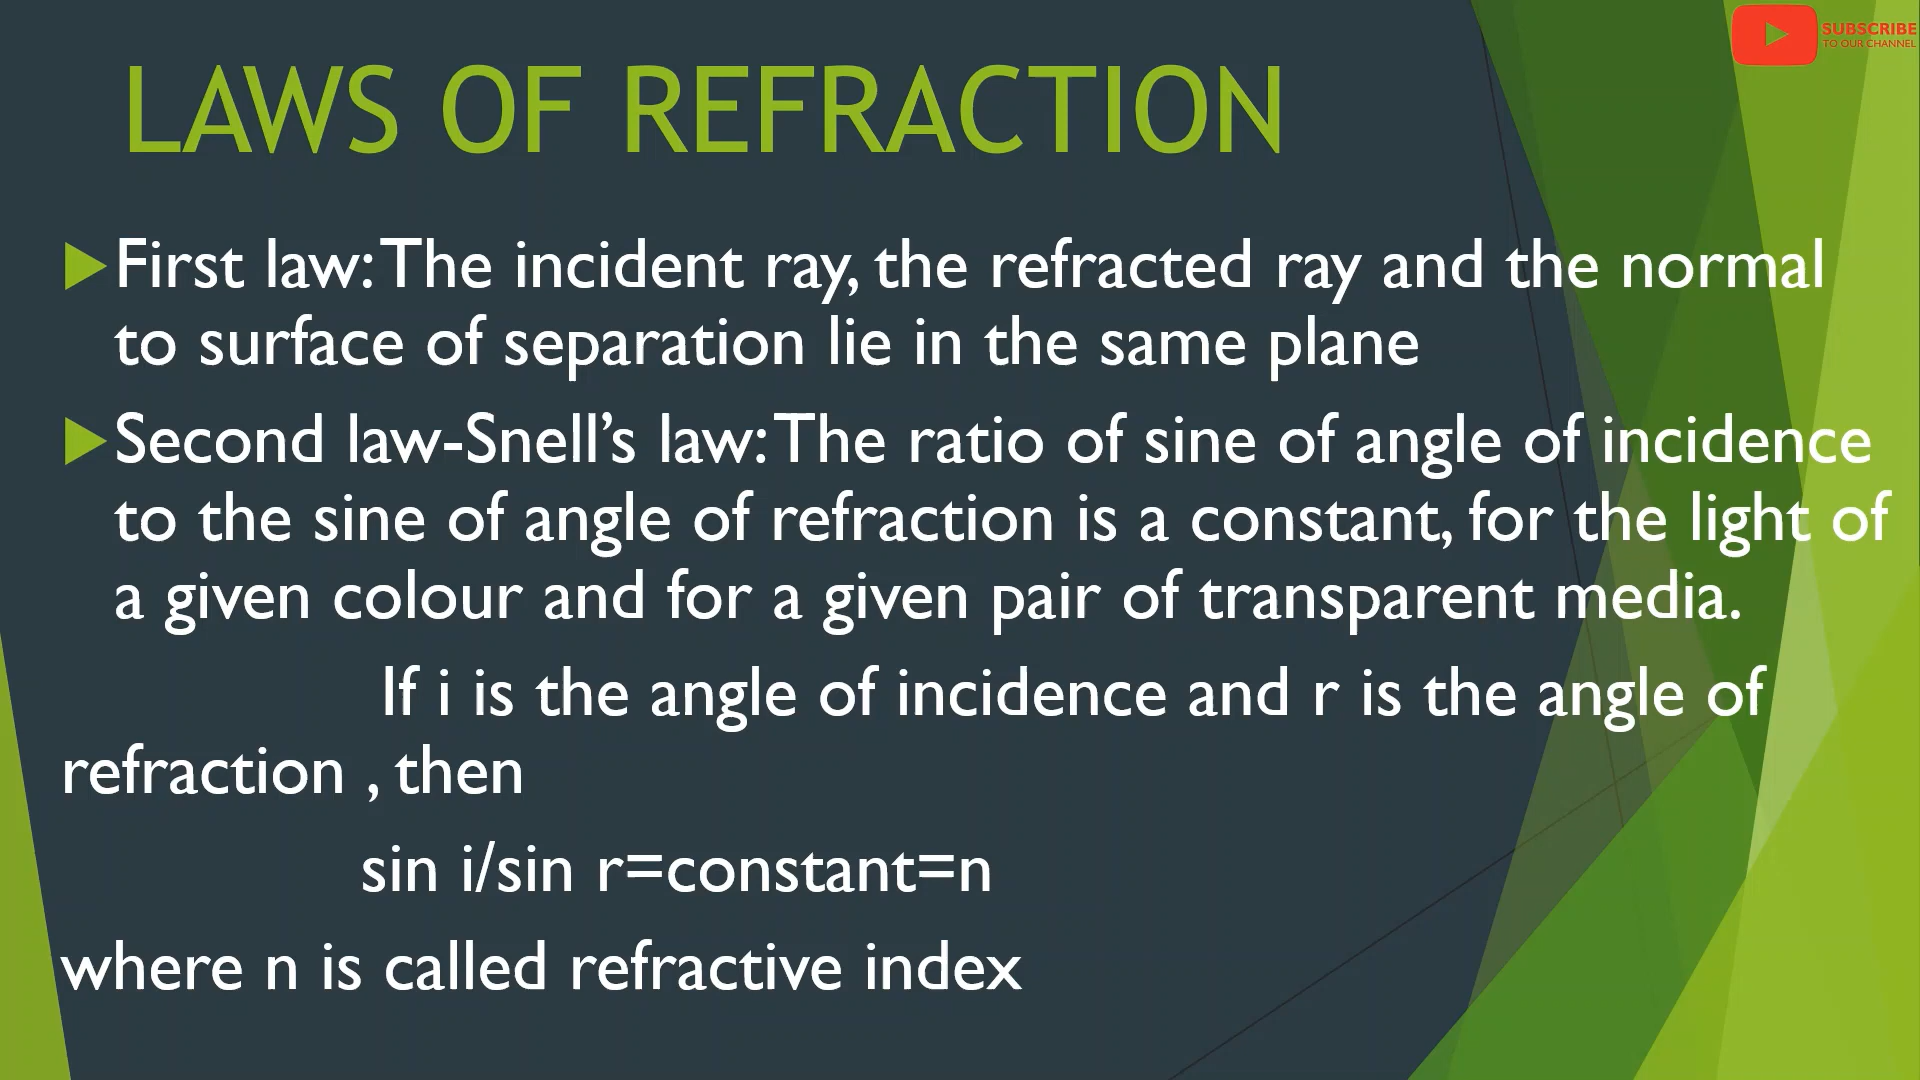 SUBSCRIBE
TO OUR CHANNEL
LAWS OF REFRACTION
First law: The incident ray, the refracted ray and the normal
to surface of separation lie in the same plane
Second law-Snell’s law: The ratio of sine of angle of incidence
to the sine of angle of refraction is a constant, for the light of
a given colour and for a given pair of transparent media.
If i is the angle of incidence and r is the angle of
refraction , then
sin i/sin r=constant=n
where n is called refractive index